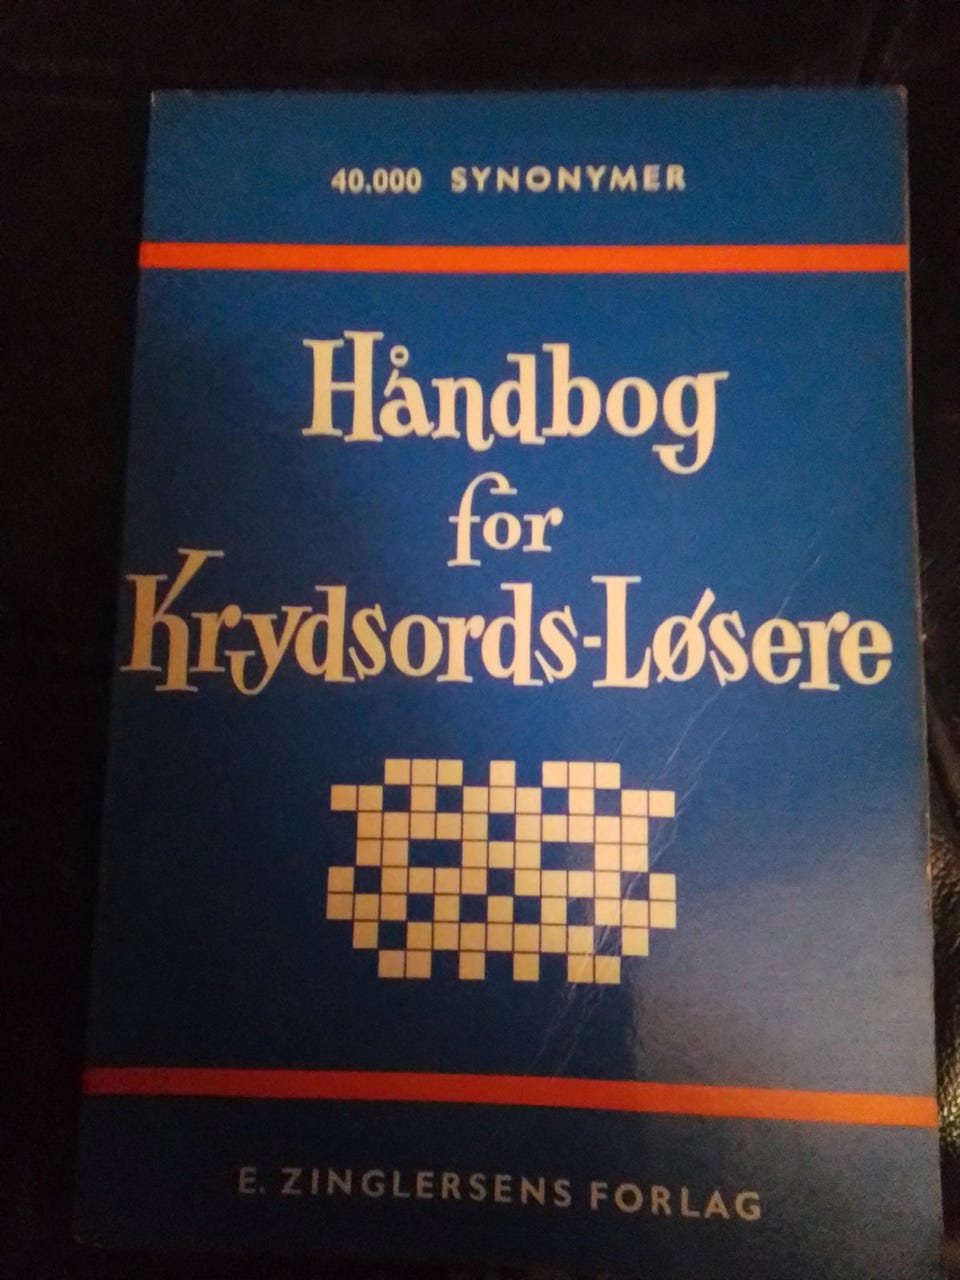 40.000 SYNONYMER
Håndbog
for
Krydsords-Løsere
E. ZINGLERSENS FORLAG